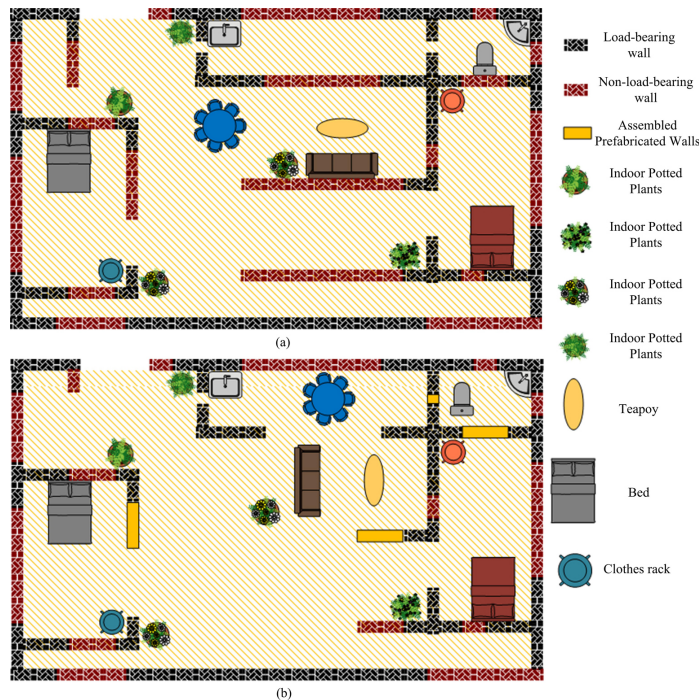 Load-bearing
wall
Non-load-bearing
wall
Assembled
Prefabricated Walls
Indoor Potted
Plants
Indoor Potted
Plants
Indoor Potted
Plants
Indoor Potted
Plants
Teapoy
Bed
Clothes rack
(a)
(b)